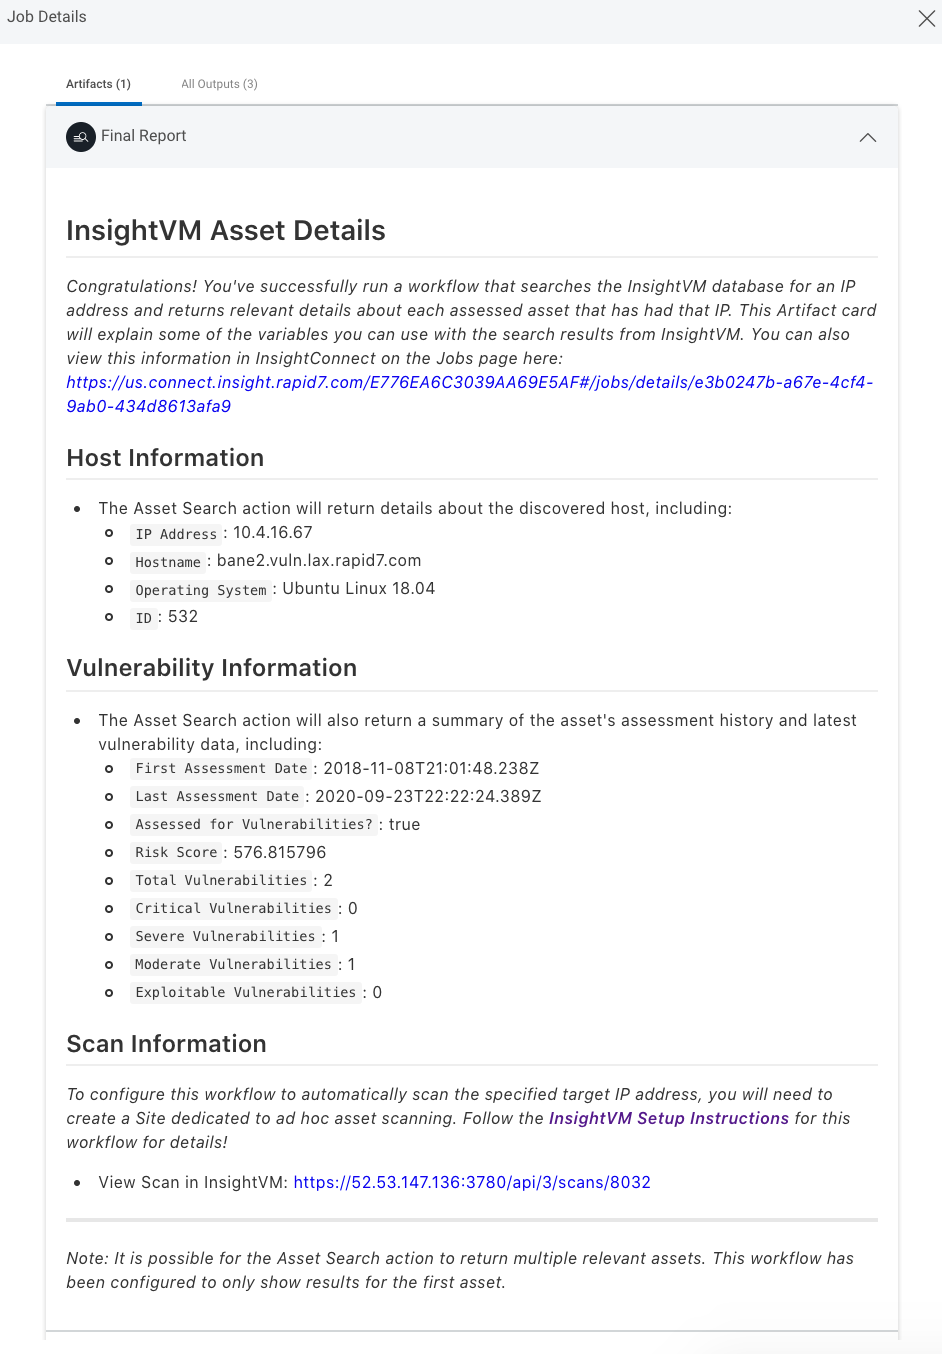 Job Details
Artifacts (1)
All Outputs (3)
Final Report
InsightVM Asset Details
Congratulations! You've successfully run a workflow that searches the InsightVM database for an IP
address and returns relevant details about each assessed asset that has had that IP. This Artifact card
will explain some of the variables you can use with the search results from InsightVM. You can also
view this information in InsightConnect on the Jobs page here:
https://us.connect.insight.rapid7.com/E776EA6C3039AA69E5AF#/jobs/details/e3b0247b-a67e-4cf4-
9ab0-434d8613afa9
Host Information
The Asset Search action will return details about the discovered host, including:
IP Address : 10.4.16.67
Hostname : bane2.vuln.lax.rapid7.com
Operating System : Ubuntu Linux 18.04
ID : 532
Vulnerability Information
The Asset Search action will also return a summary of the asset's assessment history and latest
vulnerability data, including:
First Assessment Date : 2018-11-08T21:01:48.238Z
Last Assessment Date : 2020-09-23T22:22:24.389Z
Assessed for Vulnerabilities? : true
Risk Score : 576.815796
Total Vulnerabilities : 2
Critical Vulnerabilities : 0
Severe Vulnerabilities : 1
Moderate Vulnerabilities : 1
Exploitable Vulnerabilities : 0
Scan Information
To configure this workflow to automatically scan the specified target IP address, you will need to
create a Site dedicated to ad hoc asset scanning. Follow the InsightVM Setup Instructions for this
workflow for details!
View Scan in InsightVM: https://52.53.147.136:3780/api/3/scans/8032
Note: It is possible for the Asset Search action to return multiple relevant assets. This workflow has
been configured to only show results for the first asset.